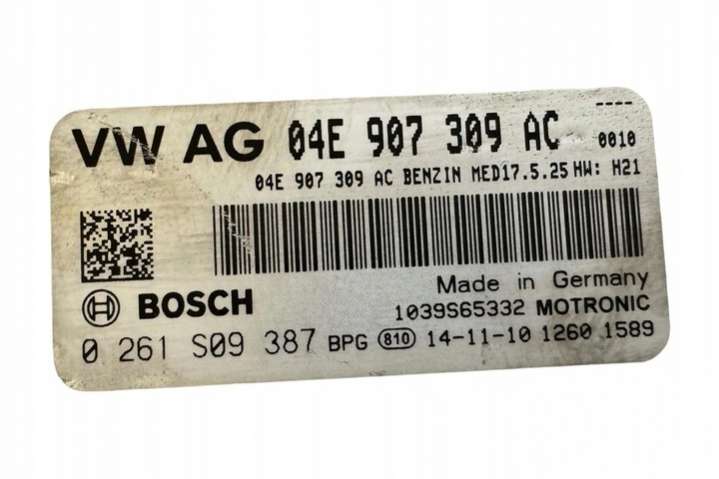 ----
VW AG 04E 907 309 AC 0010
04E 907 309 AC BENZIN MED17.5.25 HW: H21
Made in Germany
BOSCH 1039S65332 MOTRONIC
0 261 S09 387 BPG 810 14-11-10 1260 1589